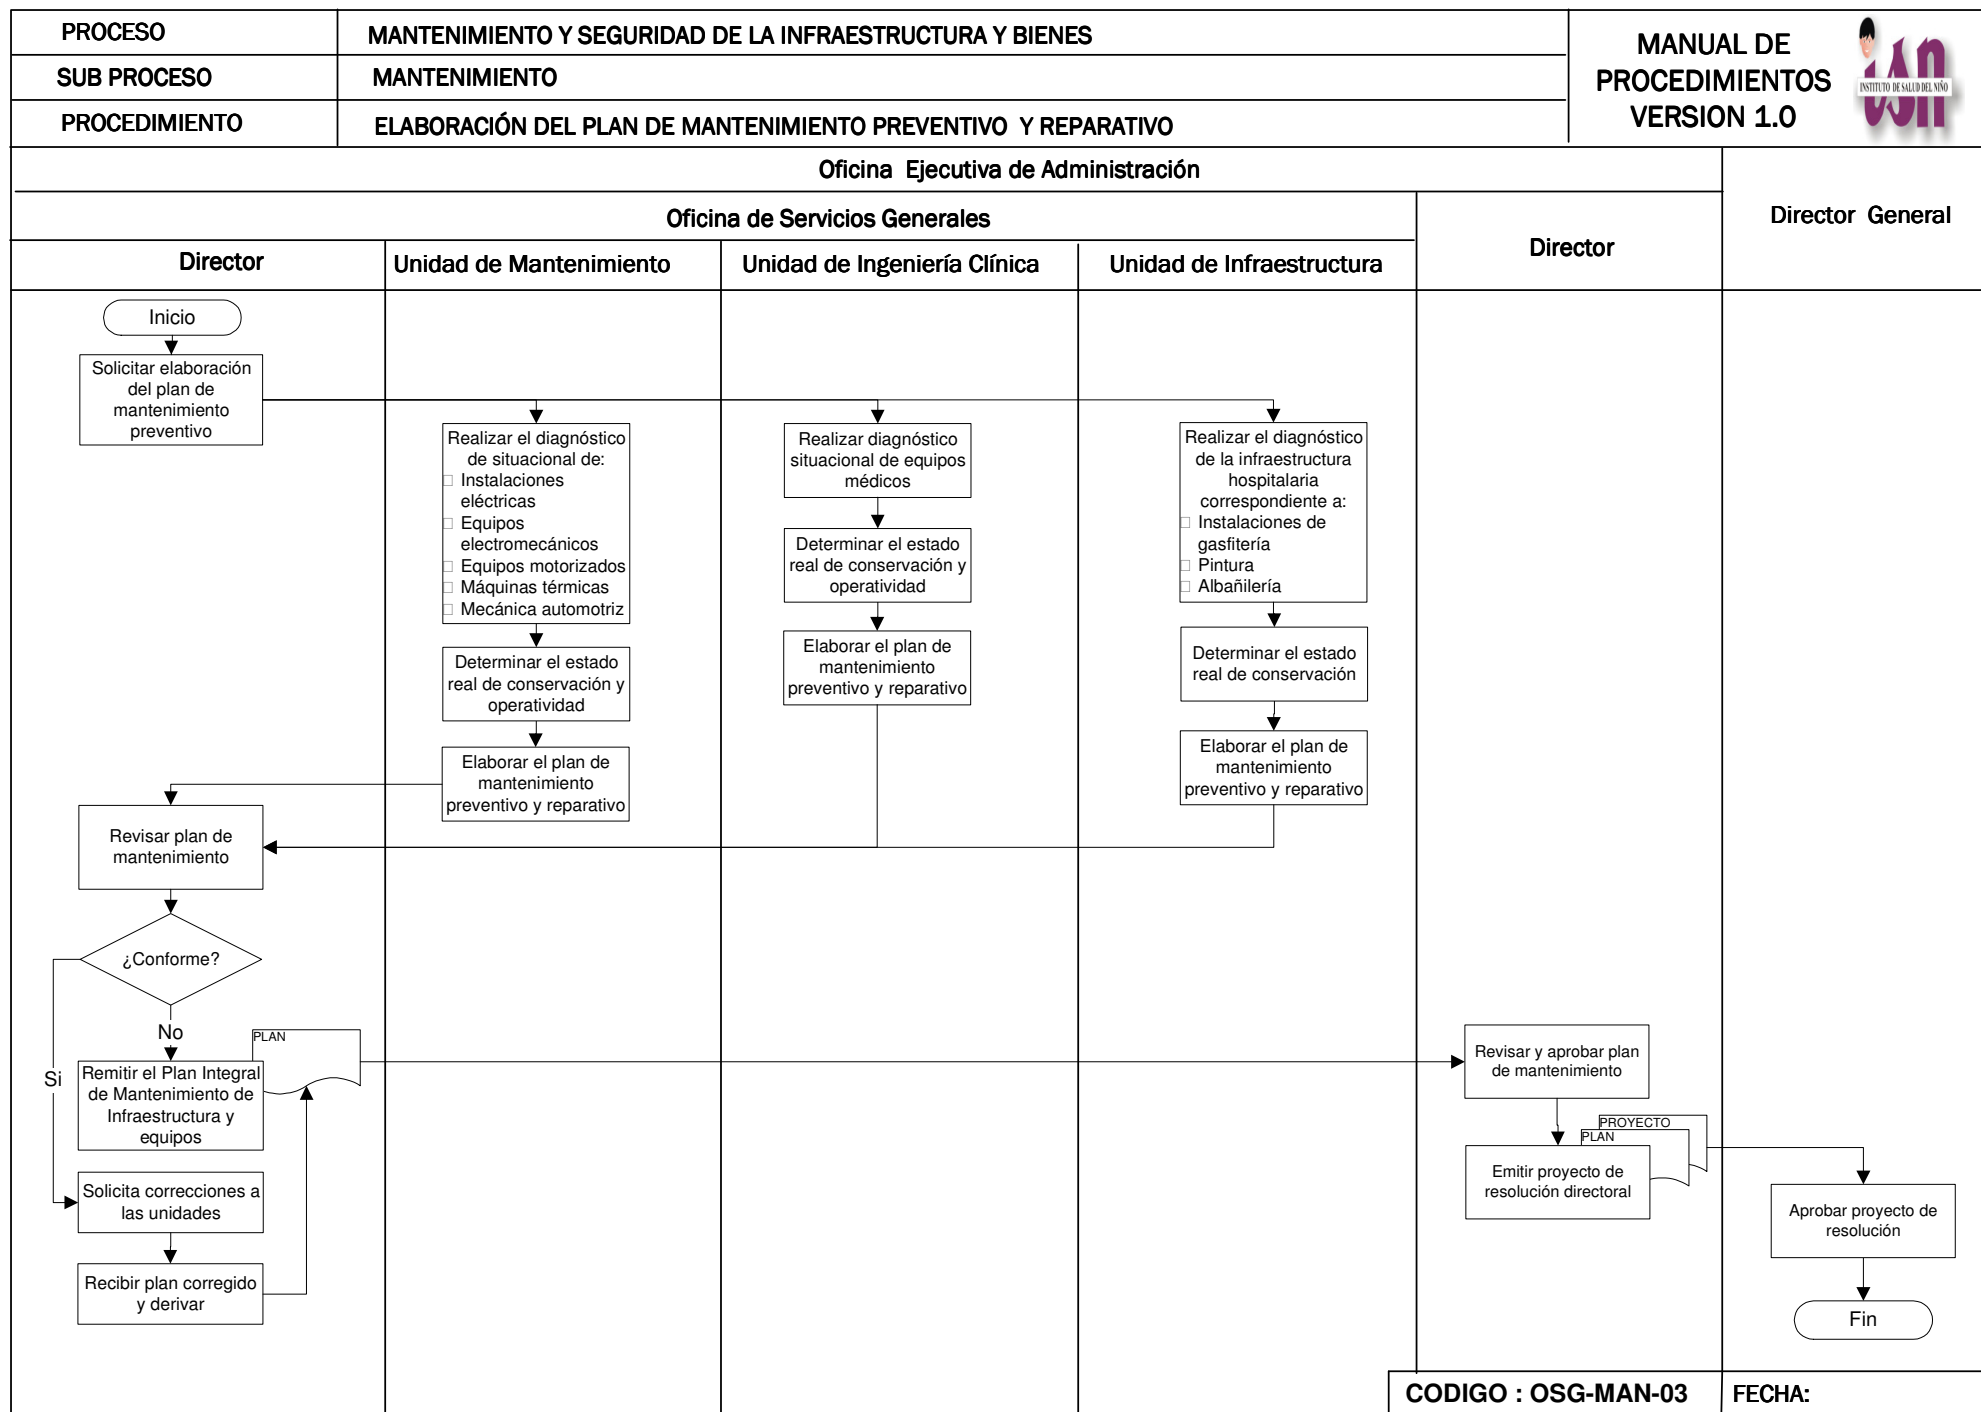 PROCESO
MANTENIMIENTO Y SEGURIDAD DE LA INFRAESTRUCTURA Y BIENES
SUB PROCESO
MANTENIMIENTO
PROCEDIMIENTO
ELABORACIÓN DEL PLAN DE MANTENIMIENTO PREVENTIVO Y REPARATIVO
MANUAL DE
PROCEDIMIENTOS
VERSION 1.0
isn
INSTITUTO DE SALUD DEL NIÑO
Oficina Ejecutiva de Administración
Oficina de Servicios Generales
Director General
Director
Director
Unidad de Mantenimiento
Unidad de Ingeniería Clínica
Unidad de Infraestructura
Inicio
Solicitar elaboración
del plan de
mantenimiento
preventivo
Realizar el diagnóstico
de situacional de:
Instalaciones
eléctricas
Equipos
electromecánicos
Equipos motorizados
Máquinas térmicas
Mecánica automotriz
Determinar el estado
real de conservación y
operatividad
Elaborar el plan de
mantenimiento
preventivo y reparativo
Realizar diagnóstico
situacional de equipos
médicos
Determinar el estado
real de conservación y
operatividad
Elaborar el plan de
mantenimiento
preventivo y reparativo
Realizar el diagnóstico
de la infraestructura
hospitalaria
correspondiente a:
Instalaciones de
gasfitería
Pintura
Albañilería
Determinar el estado
real de conservación
Elaborar el plan de
mantenimiento
preventivo y reparativo
Revisar plan de
mantenimiento
¿Conforme?
No
Si
PLAN
Remitir el Plan Integral
de Mantenimiento de
Infraestructura y
equipos
Solicita correcciones a
las unidades
Recibir plan corregido
y derivar
Revisar y aprobar plan
de mantenimiento
PROYECTO
PLAN
Emitir proyecto de
resolución directoral
Aprobar proyecto de
resolución
Fin
CODIGO : OSG-MAN-03
FECHA: